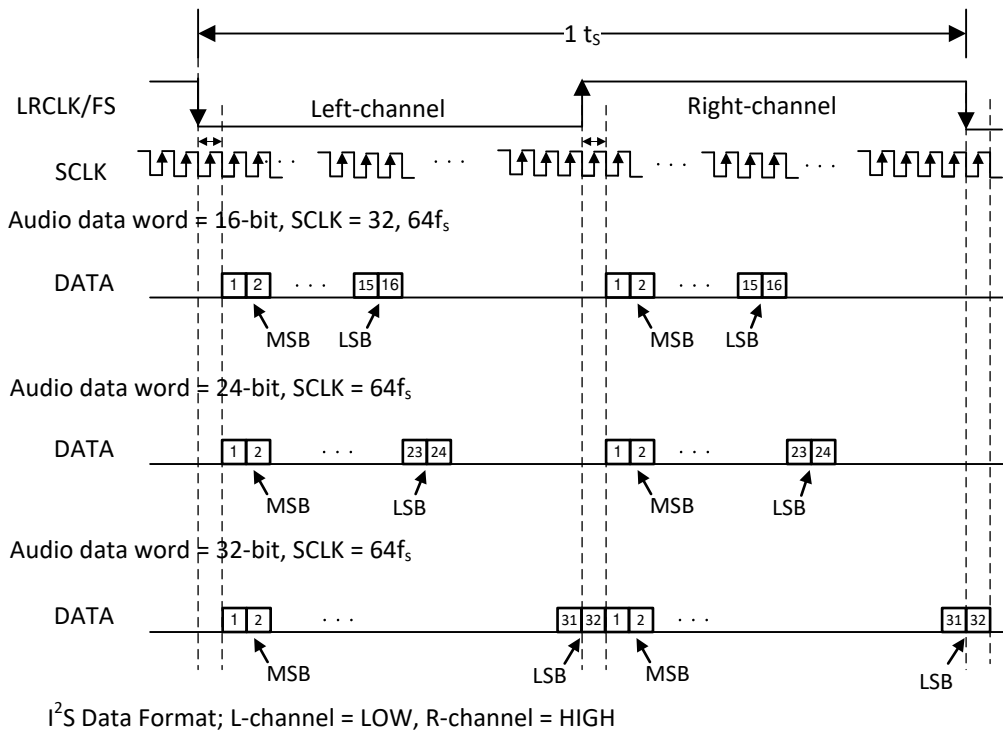 1 tₛ
LRCLK/FS Left-channel Right-channel
SCLK · · · · · · · · · · · ·
Audio data word = 16-bit, SCLK = 32, 64fₛ
DATA 1 2 · · · 15 16 1 2 · · · 15 16
MSB LSB MSB LSB
Audio data word = 24-bit, SCLK = 64fₛ
DATA 1 2 · · · 23 24 1 2 · · · 23 24
MSB LSB MSB LSB
Audio data word = 32-bit, SCLK = 64fₛ
DATA 1 2 · · · 31 32 1 2 · · · 31 32
MSB LSB MSB LSB
I²S Data Format; L-channel = LOW, R-channel = HIGH